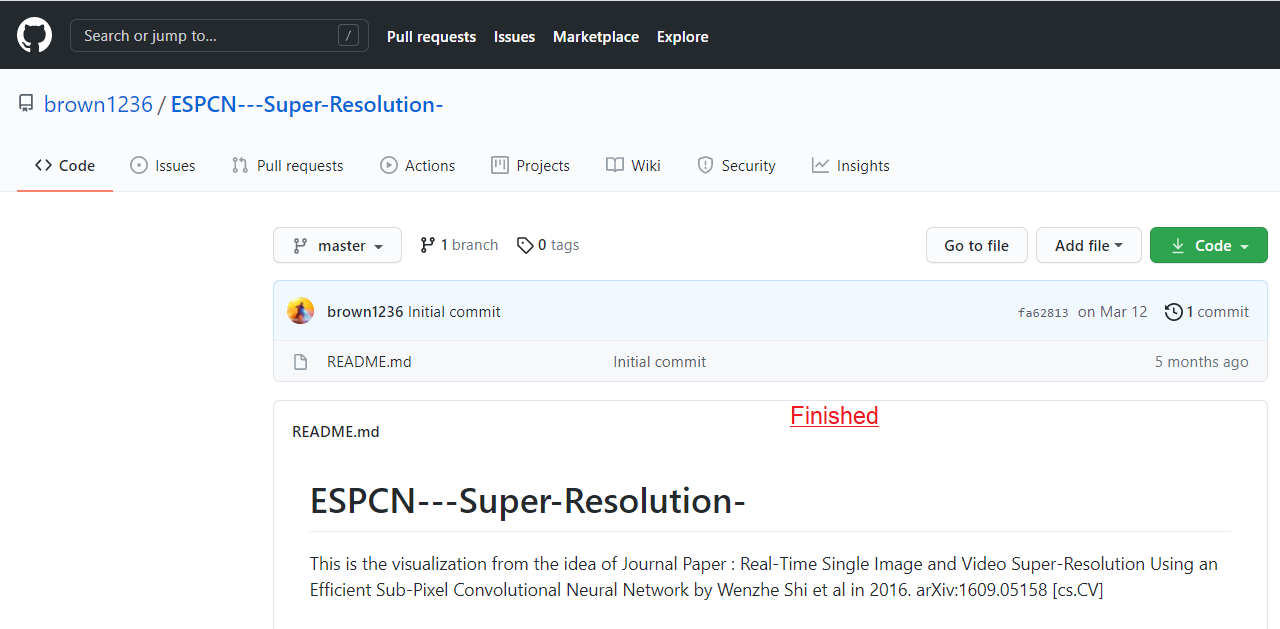 Search or jump to... /
Pull requests Issues Marketplace Explore
brown1236 / ESPCN---Super-Resolution-
Code Issues Pull requests Actions Projects Wiki Security Insights
master 1 branch 0 tags Go to file Add file Code
brown1236 Initial commit fa62813 on Mar 12 1 commit
README.md Initial commit 5 months ago
Finished
README.md
ESPCN---Super-Resolution-
This is the visualization from the idea of Journal Paper : Real-Time Single Image and Video Super-Resolution Using an
Efficient Sub-Pixel Convolutional Neural Network by Wenzhe Shi et al in 2016. arXiv:1609.05158 [cs.CV]